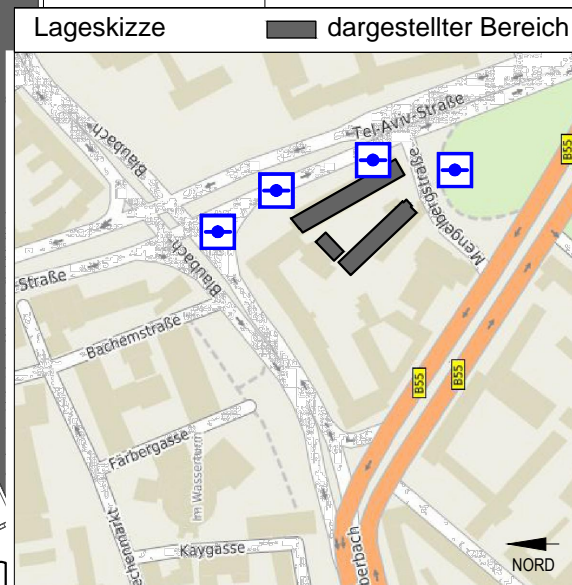 Lageskizze dargestellter Bereich
Tel-Aviv-Straße
Blaubach
Mengelbergstraße
B55
Blaubach
-Straße
Bachemstraße
B55
B55
Färbergasse
Im Wasserturm
Kaygasse
NORD